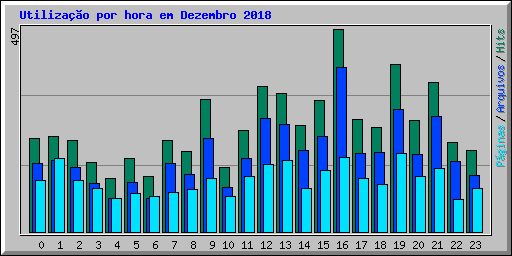 Utilização por hora em Dezembro 2018
497
Páginas / Arquivos / Hits
0 1 2 3 4 5 6 7 8 9 10 11 12 13 14 15 16 17 18 19 20 21 22 23